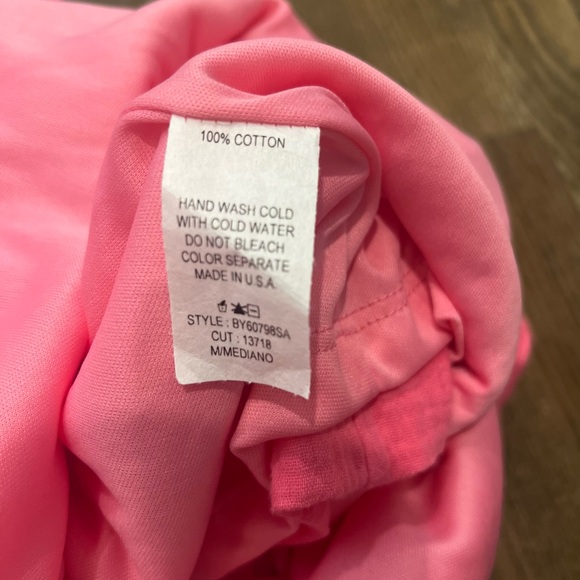 100% COTTON
HAND WASH COLD
WITH COLD WATER
DO NOT BLEACH
COLOR SEPARATE
MADE IN U.S.A
STYLE : BY60798SA
CUT : 13718
M/MEDIANO